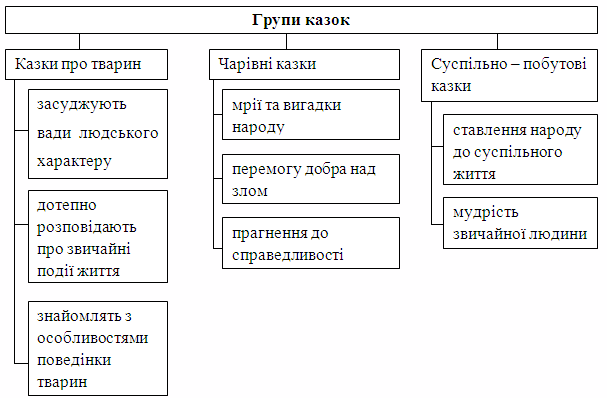 Групи казок
Казки про тварин
засуджують
вади людського
характеру
дотепно
розповідають
про звичайні
події життя
знайомлять з
особливостями
поведінки
тварин
Чарівні казки
мрії та вигадки
народу
перемогу добра над
злом
прагнення до
справедливості
Суспільно – побутові
казки
ставлення народу
до суспільного
життя
мудрість
звичайної людини